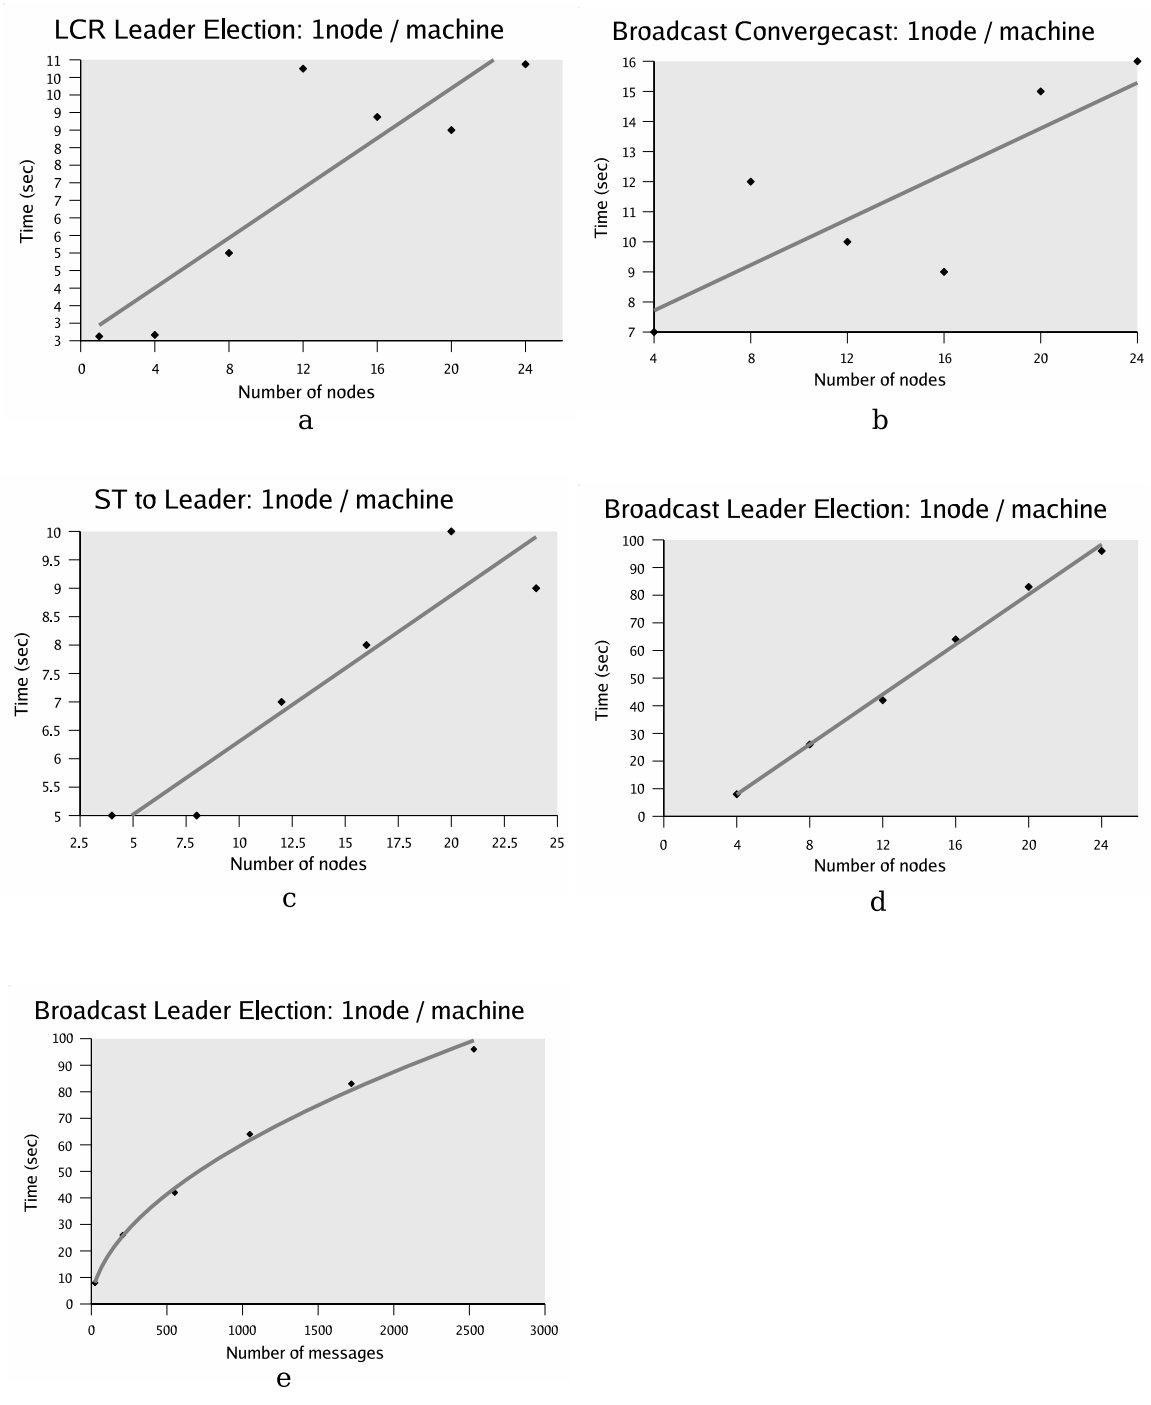 LCR Leader Election: 1node / machine
11
10
10
9
9
8
8
7
7
6
6
5
5
4
4
3
3
Time (sec)
0 4 8 12 16 20 24
Number of nodes
a
Broadcast Convergecast: 1node / machine
16
15
14
13
12
11
10
9
8
7
Time (sec)
4 8 12 16 20 24
Number of nodes
b
ST to Leader: 1node / machine
10
9.5
9
8.5
8
7.5
7
6.5
6
5.5
5
Time (sec)
2.5 5 7.5 10 12.5 15 17.5 20 22.5 25
Number of nodes
c
Broadcast Leader Election: 1node / machine
100
90
80
70
60
50
40
30
20
10
0
Time (sec)
0 4 8 12 16 20 24
Number of nodes
d
Broadcast Leader Election: 1node / machine
100
90
80
70
60
50
40
30
20
10
0
Time (sec)
0 500 1000 1500 2000 2500 3000
Number of messages
e